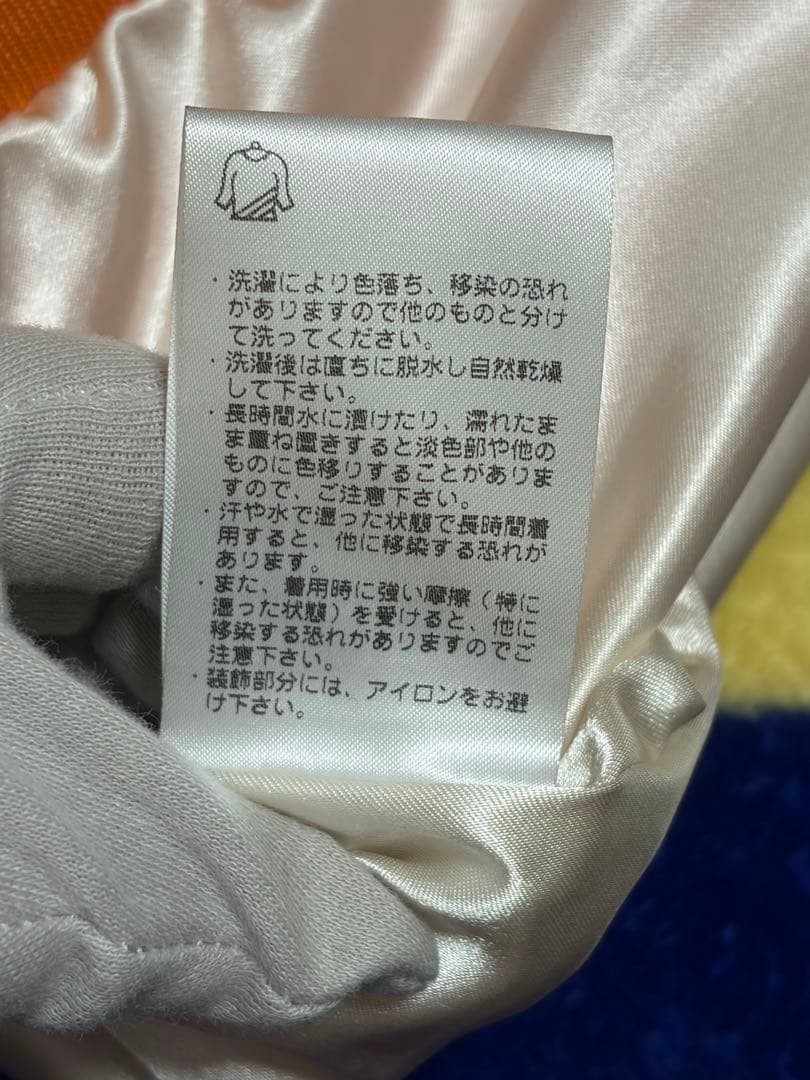 ・洗濯により色落ち、移染の恐れ
がありますので他のものと分け
て洗ってください。
・洗濯後は直ちに脱水し自然乾燥
して下さい。
・長時間水に漬けたり、濡れたま
ま重ね置きすると淡色部や他の
ものに色移りすることがありま
すので、ご注意下さい。
・汗や水で湿った状態で長時間着
用すると、他に移染する恐れが
あります。
・また、着用時に強い摩擦（特に
湿った状態）を受けると、他に
移染する恐れがありますのでご
注意下さい。
・装飾部分には、アイロンをお避
け下さい。